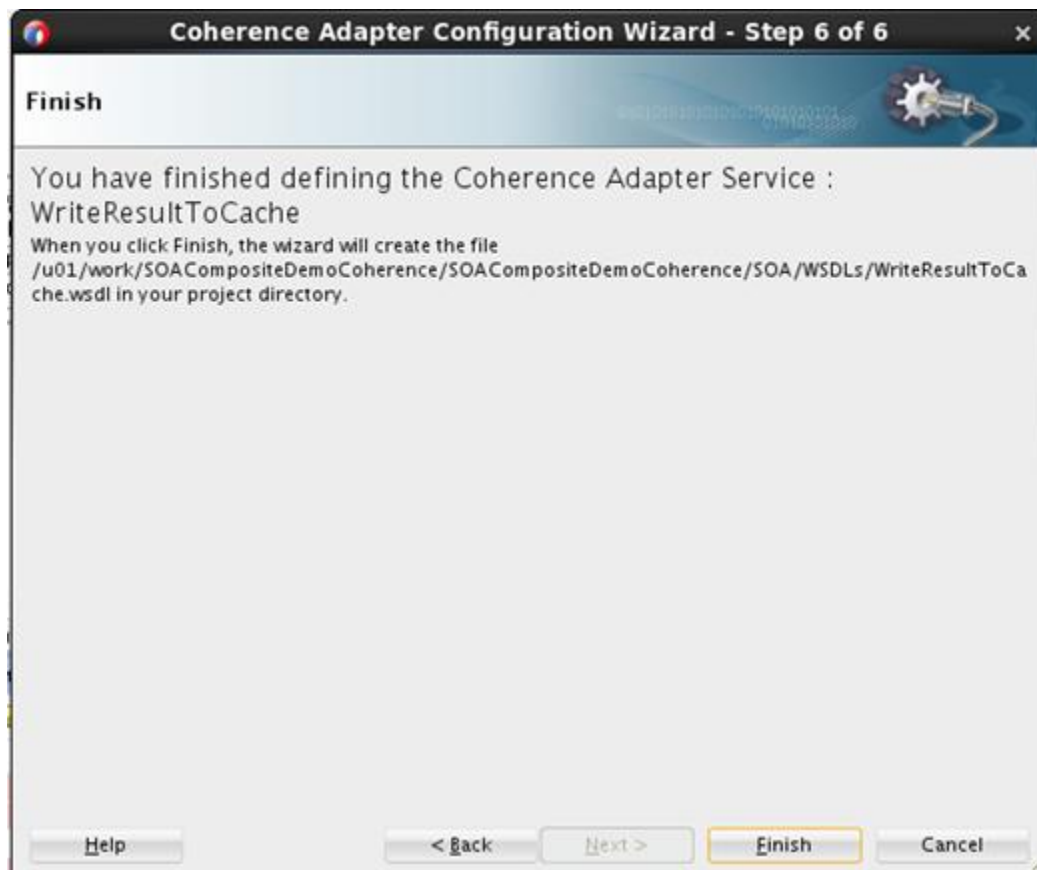 Coherence Adapter Configuration Wizard - Step 6 of 6
Finish
You have finished defining the Coherence Adapter Service :
WriteResultToCache
When you click Finish, the wizard will create the file
/u01/work/SOACompositeDemoCoherence/SOACompositeDemoCoherence/SOA/WSDLs/WriteResultToCa
che.wsdl in your project directory.
Help
< Back
Next >
Finish
Cancel